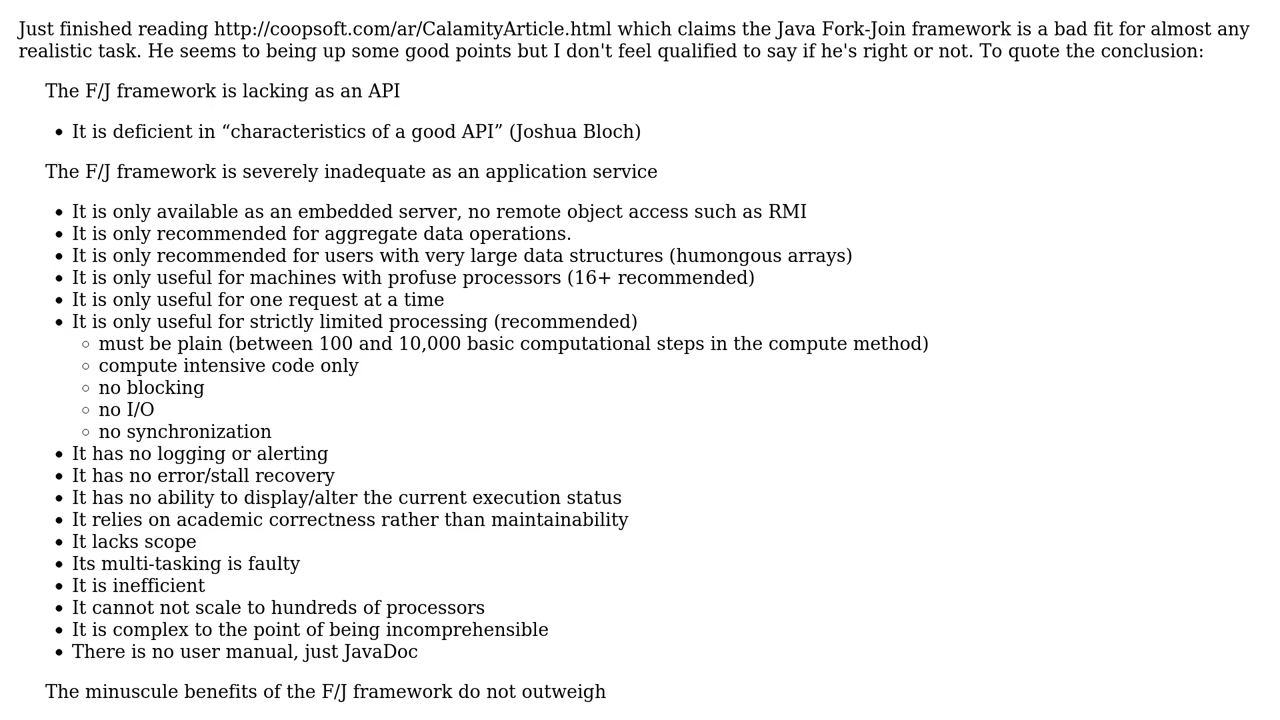 Just finished reading http://coopsoft.com/ar/CalamityArticle.html which claims the Java Fork-Join framework is a bad fit for almost any
realistic task. He seems to being up some good points but I don't feel qualified to say if he's right or not. To quote the conclusion:
The F/J framework is lacking as an API
• It is deficient in “characteristics of a good API” (Joshua Bloch)
The F/J framework is severely inadequate as an application service
• It is only available as an embedded server, no remote object access such as RMI
• It is only recommended for aggregate data operations.
• It is only recommended for users with very large data structures (humongous arrays)
• It is only useful for machines with profuse processors (16+ recommended)
• It is only useful for one request at a time
• It is only useful for strictly limited processing (recommended)
◦ must be plain (between 100 and 10,000 basic computational steps in the compute method)
◦ compute intensive code only
◦ no blocking
◦ no I/O
◦ no synchronization
• It has no logging or alerting
• It has no error/stall recovery
• It has no ability to display/alter the current execution status
• It relies on academic correctness rather than maintainability
• It lacks scope
• Its multi-tasking is faulty
• It is inefficient
• It cannot not scale to hundreds of processors
• It is complex to the point of being incomprehensible
• There is no user manual, just JavaDoc
The minuscule benefits of the F/J framework do not outweigh